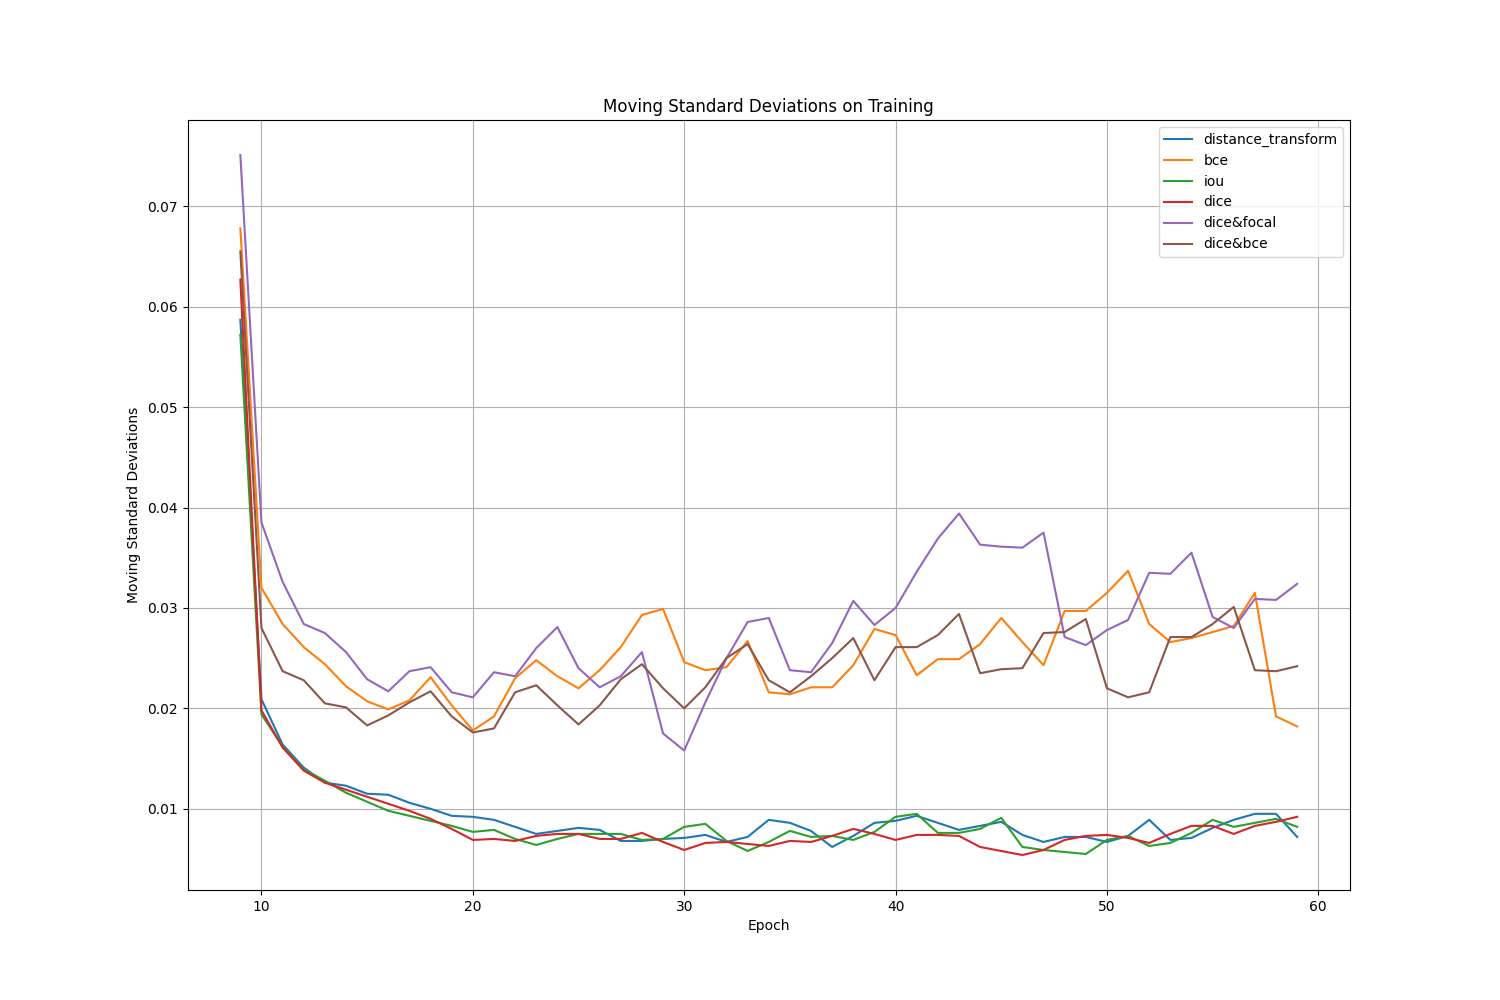 Moving Standard Deviations on Training
distance_transform
bce
iou
dice
dice&focal
dice&bce
0.07
0.06
0.05
0.04
0.03
0.02
0.01
Moving Standard Deviations
10 20 30 40 50 60
Epoch